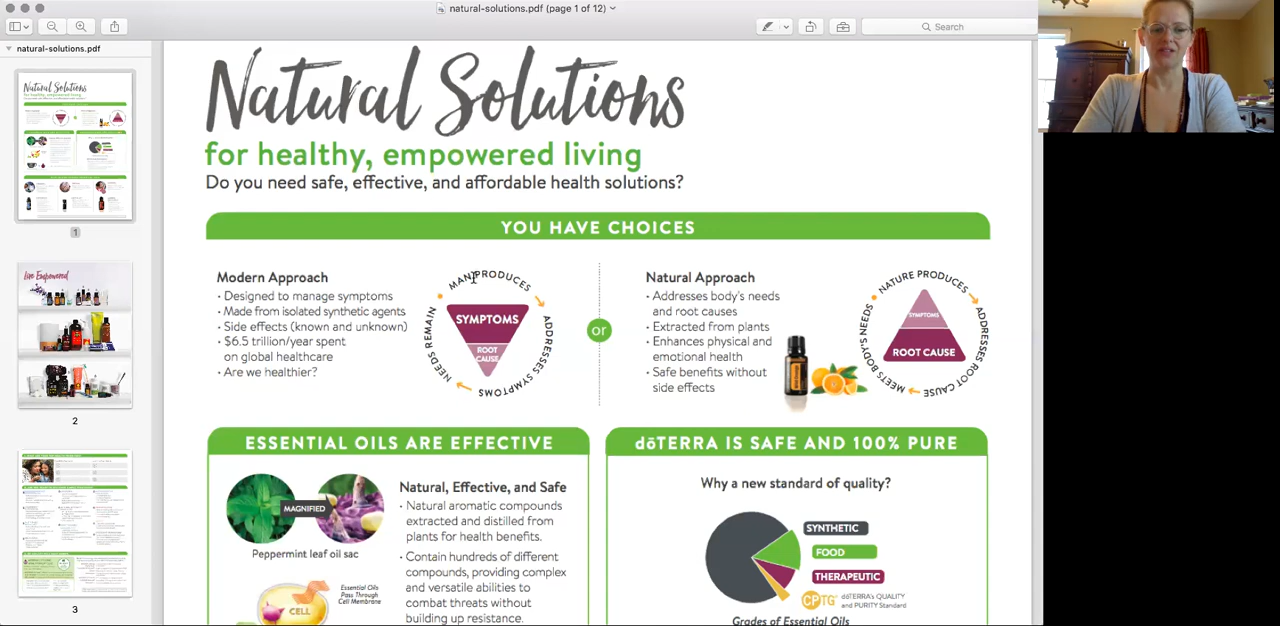 natural-solutions.pdf (page 1 of 12)
Search
natural-solutions.pdf
Natural Solutions
for healthy, empowered living
Do you need safe, effective, and affordable health solutions?
YOU HAVE CHOICES
Modern Approach
· Designed to manage symptoms
· Made from isolated synthetic agents
· Side effects (known and unknown)
· $6.5 trillion/year spent
on global healthcare
· Are we healthier?
MAN PRODUCES
ADDRESSES SYMPTOMS
NEEDS REMAIN
SYMPTOMS
ROOT
CAUSE
or
Natural Approach
· Addresses body's needs
and root causes
· Extracted from plants
· Enhances physical and
emotional health
· Safe benefits without
side effects
NATURE PRODUCES
ADDRESSES ROOT CAUSE
MEETS BODY'S NEEDS
SYMPTOMS
ROOT CAUSE
ESSENTIAL OILS ARE EFFECTIVE
MAGNIFIED
Peppermint leaf oil sac
Essential Oils
Pass Through
Cell Membrane
CELL
Natural, Effective, and Safe
· Natural aromatic compounds
extracted and distilled from
plants for health benefits.
· Contain hundreds of different
compounds, providing complex
and versatile abilities to
combat threats without
building up resistance.
dōTERRA IS SAFE AND 100% PURE
Why a new standard of quality?
SYNTHETIC
FOOD
THERAPEUTIC
CPTG dōTERRA's QUALITY
and PURITY Standard
Grades of Essential Oils
1
Live Empowered
2
3